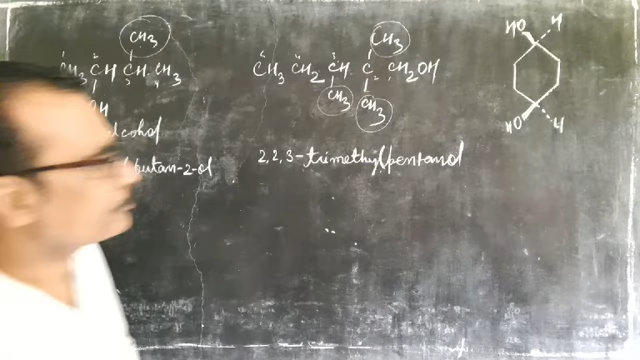 CH3
CH3 CH CH CH3
OH
alcohol
butan-2-ol
CH3
CH3 CH2 CH C CH2OH
CH3 CH3
2,2,3-trimethylpentanol
HO H
HO H